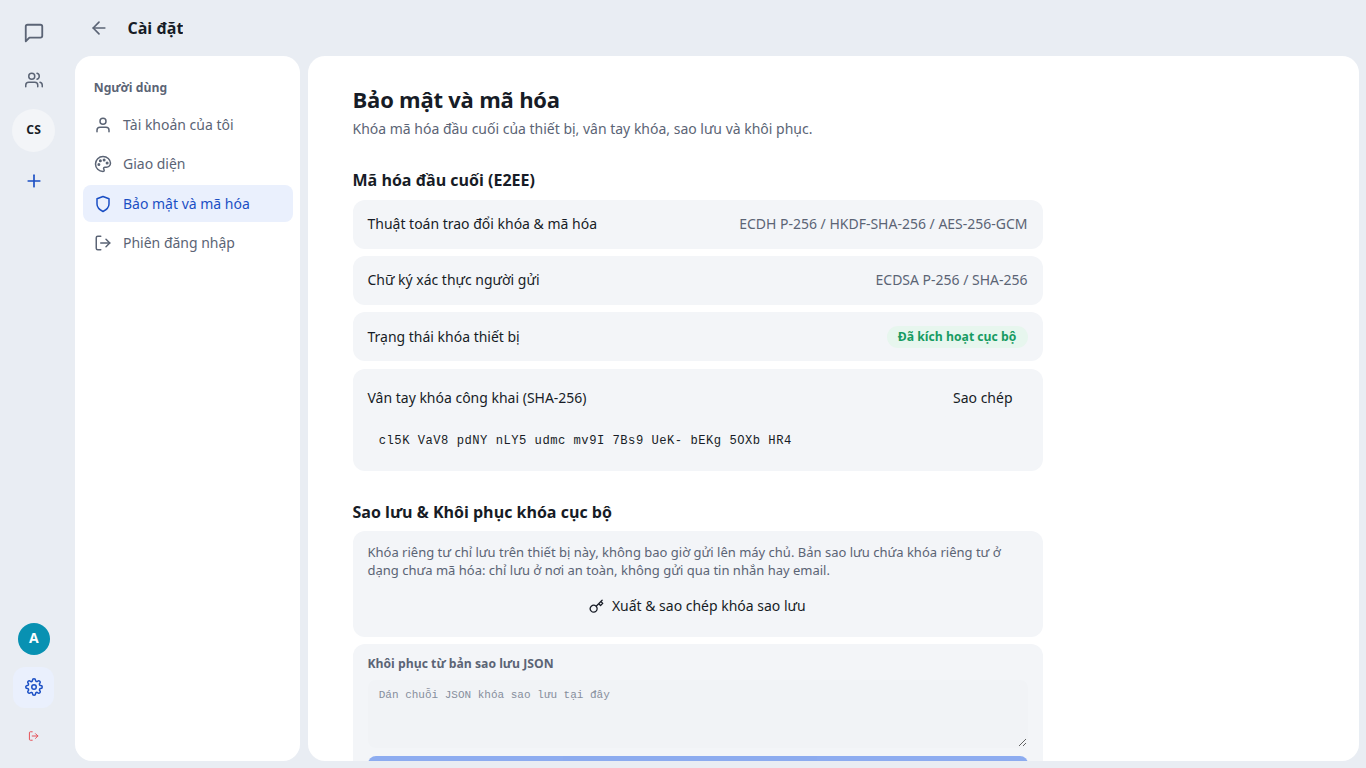 Cài đặt
CS
A
Người dùng
Tài khoản của tôi
Giao diện
Bảo mật và mã hóa
Phiên đăng nhập
Bảo mật và mã hóa
Khóa mã hóa đầu cuối của thiết bị, vân tay khóa, sao lưu và khôi phục.
Mã hóa đầu cuối (E2EE)
Thuật toán trao đổi khóa & mã hóa
ECDH P-256 / HKDF-SHA-256 / AES-256-GCM
Chữ ký xác thực người gửi
ECDSA P-256 / SHA-256
Trạng thái khóa thiết bị
Đã kích hoạt cục bộ
Vân tay khóa công khai (SHA-256)
Sao chép
cl5K VaV8 pdNY nLY5 udmc mv9I 7Bs9 UeK- bEKg 5OXb HR4
Sao lưu & Khôi phục khóa cục bộ
Khóa riêng tư chỉ lưu trên thiết bị này, không bao giờ gửi lên máy chủ. Bản sao lưu chứa khóa riêng tư ở
dạng chưa mã hóa: chỉ lưu ở nơi an toàn, không gửi qua tin nhắn hay email.
Xuất & sao chép khóa sao lưu
Khôi phục từ bản sao lưu JSON
Dán chuỗi JSON khóa sao lưu tại đây